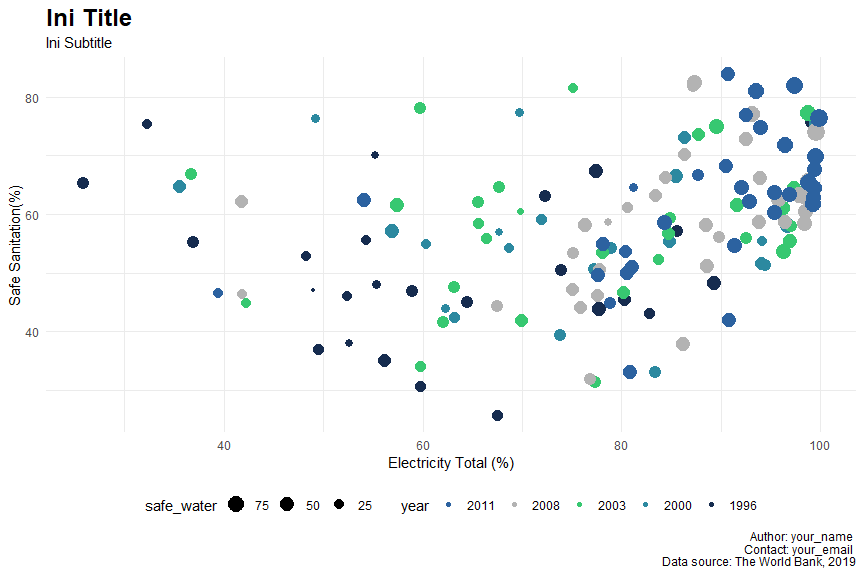 Ini Title
Ini Subtitle
Safe Sanitation(%)
80
60
40
40 60 80 100
Electricity Total (%)
safe_water 75 50 25 year 2011 2008 2003 2000 1996
Author: your_name
Contact: your_email
Data source: The World Bank, 2019